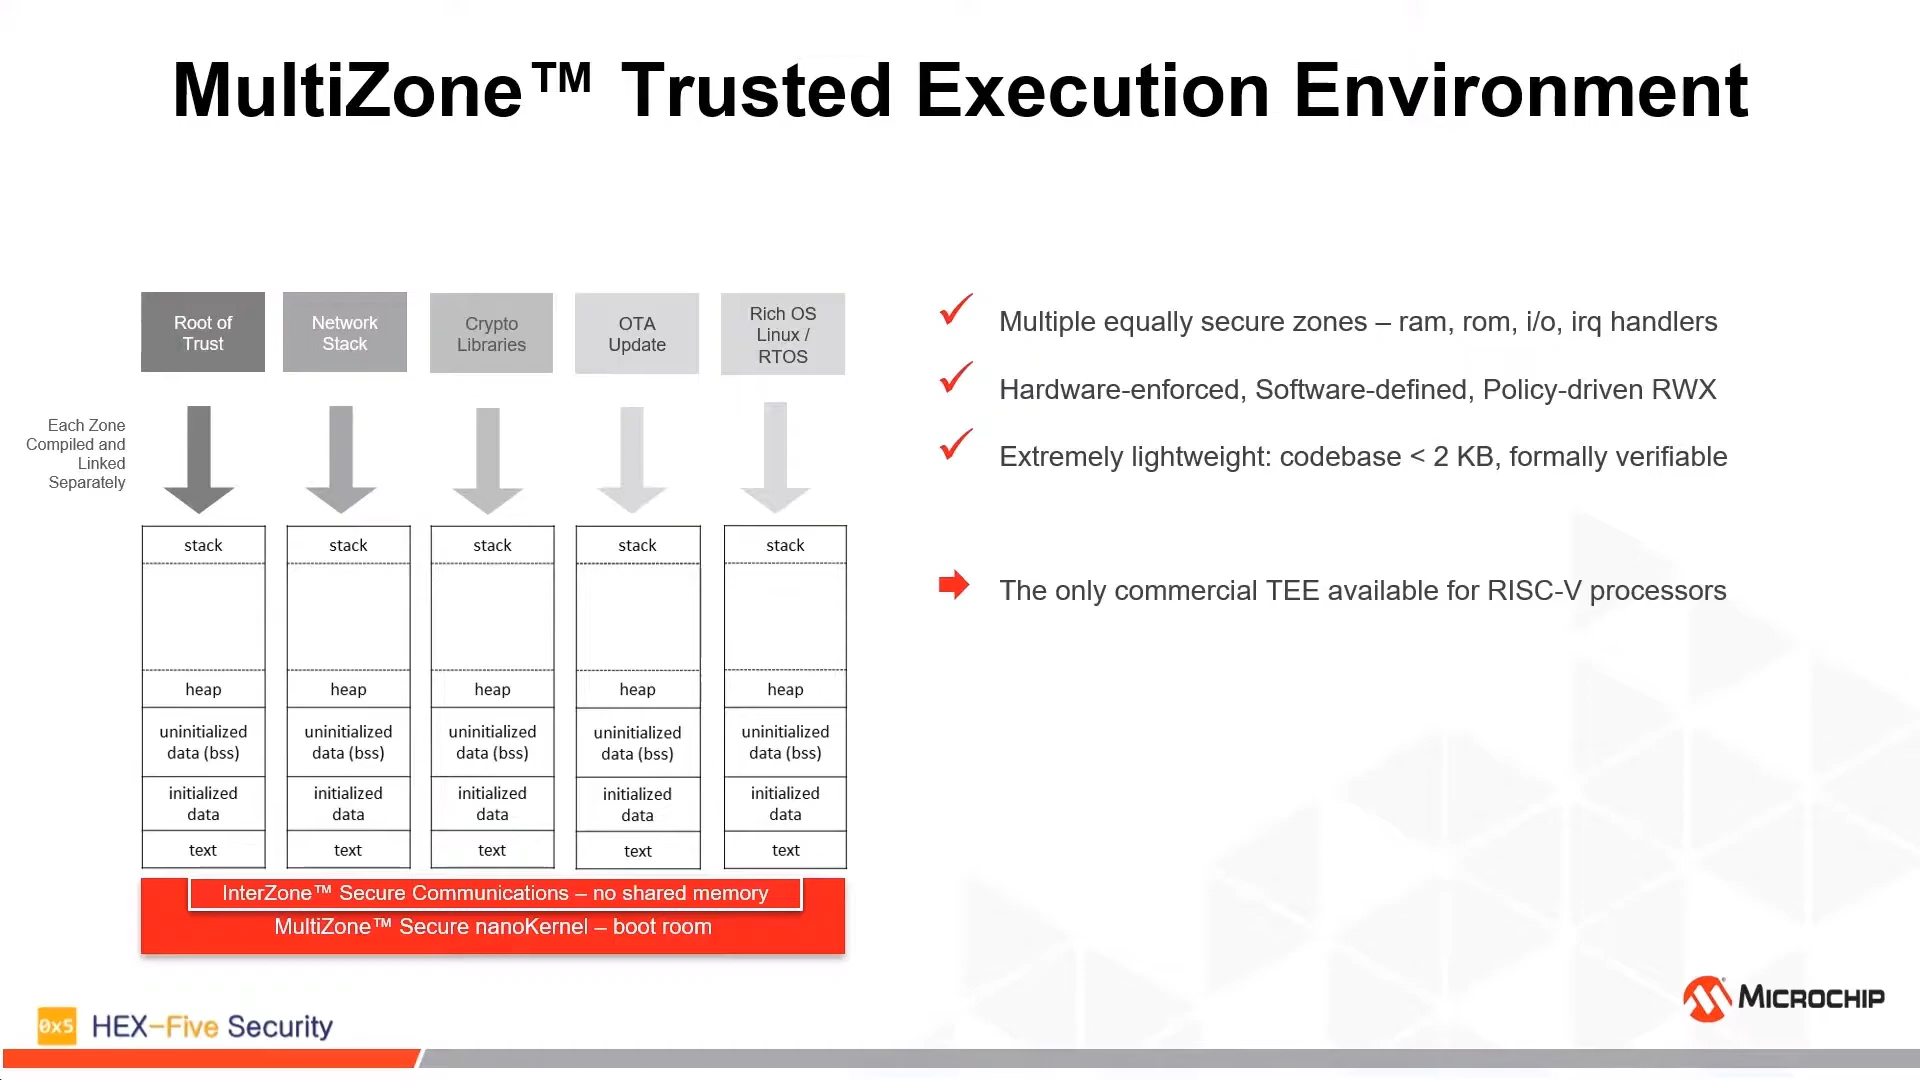 MultiZone™ Trusted Execution Environment
Root of
Trust
Network
Stack
Crypto
Libraries
OTA
Update
Rich OS
Linux /
RTOS
Each Zone
Compiled and
Linked
Separately
stack
heap
uninitialized
data (bss)
initialized
data
text
stack
heap
uninitialized
data (bss)
initialized
data
text
stack
heap
uninitialized
data (bss)
initialized
data
text
stack
heap
uninitialized
data (bss)
initialized
data
text
stack
heap
uninitialized
data (bss)
initialized
data
text
InterZone™ Secure Communications – no shared memory
MultiZone™ Secure nanoKernel – boot room
Multiple equally secure zones – ram, rom, i/o, irq handlers
Hardware-enforced, Software-defined, Policy-driven RWX
Extremely lightweight: codebase < 2 KB, formally verifiable
The only commercial TEE available for RISC-V processors
0x5 HEX-Five Security
MICROCHIP